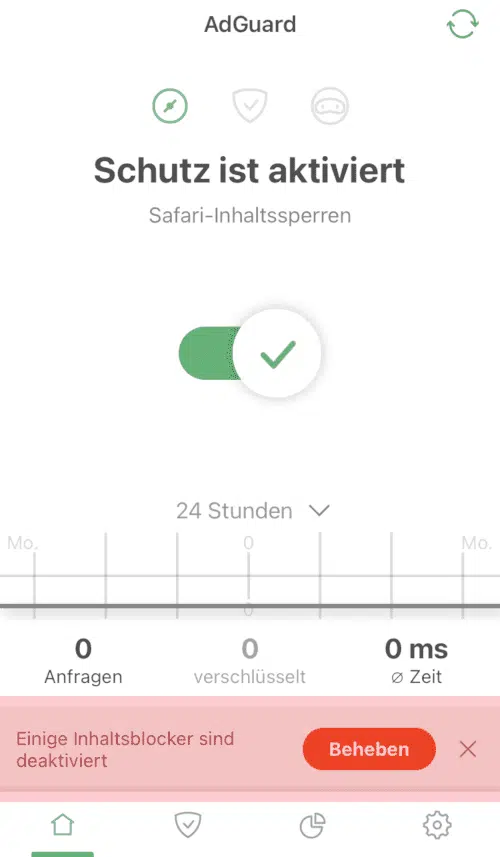 AdGuard
Schutz ist aktiviert
Safari-Inhaltssperren
24 Stunden
Mo. 0 Mo.
0
0 0 0 ms
Anfragen verschlüsselt ∅ Zeit
Einige Inhaltsblocker sind
deaktiviert
Beheben